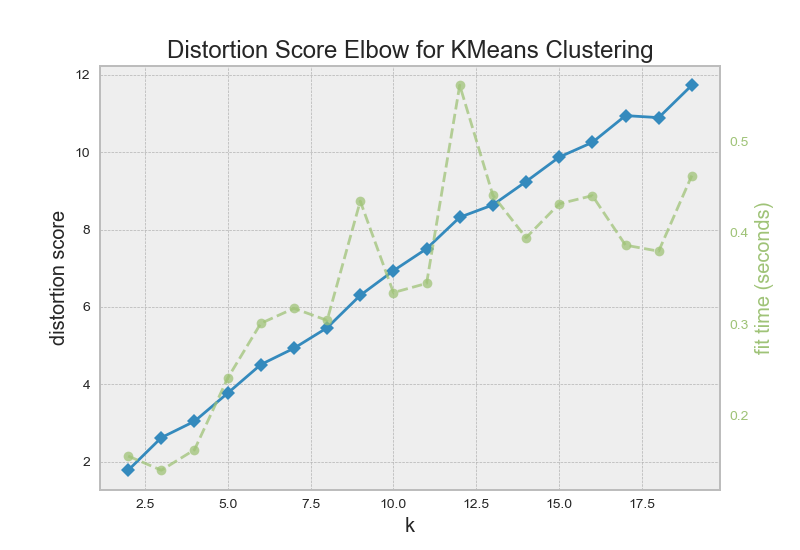 Distortion Score Elbow for KMeans Clustering
12
10
8
6
4
2
distortion score
0.5
0.4
0.3
0.2
fit time (seconds)
2.5 5.0 7.5 10.0 12.5 15.0 17.5
k